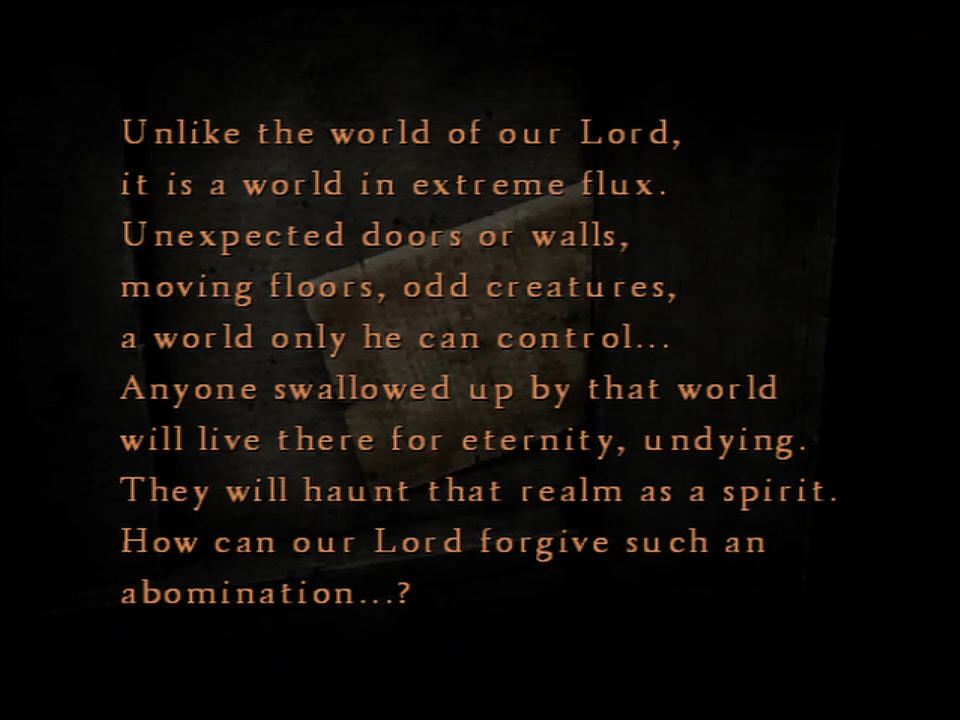 Unlike the world of our Lord,
it is a world in extreme flux.
Unexpected doors or walls,
moving floors, odd creatures,
a world only he can control...
Anyone swallowed up by that world
will live there for eternity, undying.
They will haunt that realm as a spirit.
How can our Lord forgive such an
abomination...?